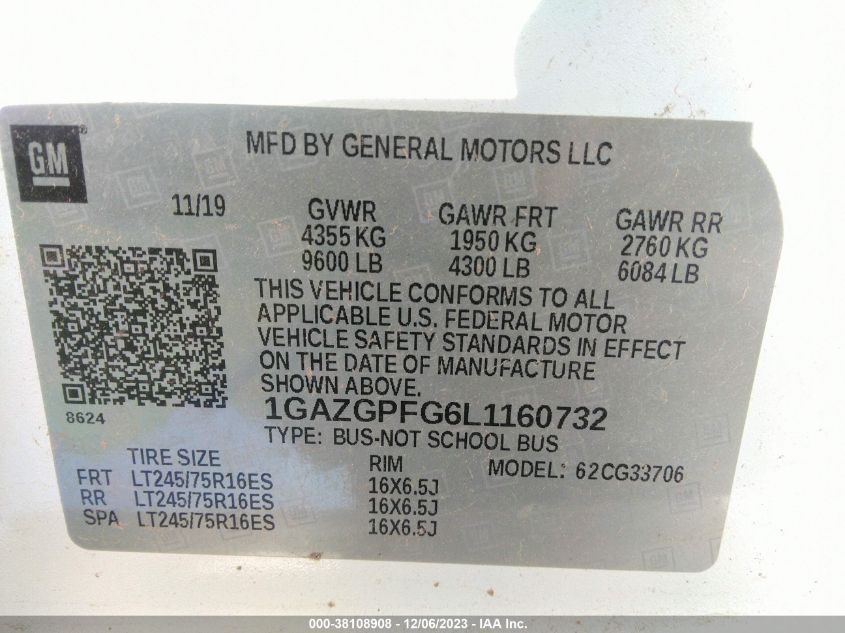 GM
MFD BY GENERAL MOTORS LLC
11/19 GVWR GAWR FRT GAWR RR
4355 KG 1950 KG 2760 KG
9600 LB 4300 LB 6084 LB
THIS VEHICLE CONFORMS TO ALL
APPLICABLE U.S. FEDERAL MOTOR
VEHICLE SAFETY STANDARDS IN EFFECT
ON THE DATE OF MANUFACTURE
SHOWN ABOVE.
8624
1GAZGPFG6L1160732
TYPE: BUS-NOT SCHOOL BUS
TIRE SIZE RIM MODEL: 62CG33706
FRT LT245/75R16ES 16X6.5J
RR LT245/75R16ES 16X6.5J
SPA LT245/75R16ES 16X6.5J
000-38108908 - 12/06/2023 - IAA Inc.